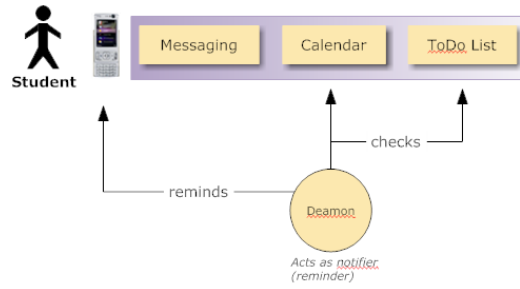 Messaging
Calendar
ToDo List
Student
checks
reminds
Deamon
Acts as notifier
(reminder)